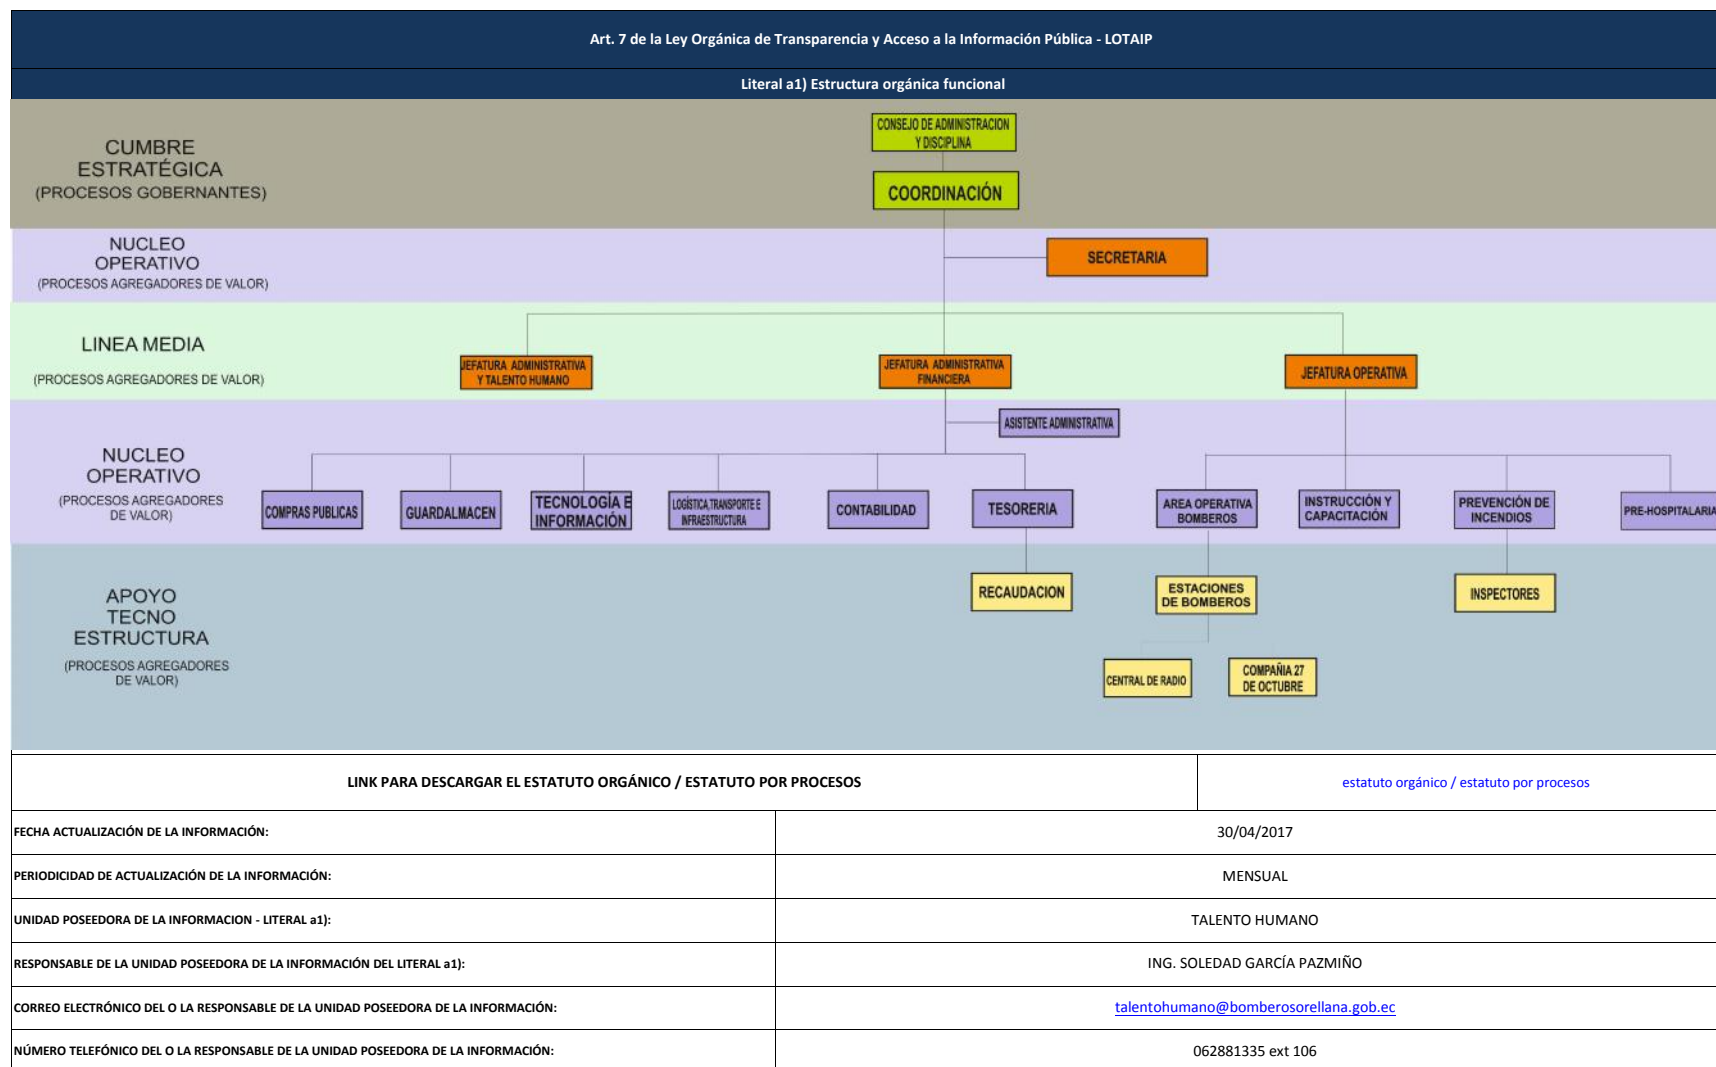 Art. 7 de la Ley Orgánica de Transparencia y Acceso a la Información Pública - LOTAIP
Literal a1) Estructura orgánica funcional
CUMBRE
ESTRATÉGICA
(PROCESOS GOBERNANTES)
CONSEJO DE ADMINISTRACION
Y DISCIPLINA
COORDINACIÓN
NUCLEO
OPERATIVO
(PROCESOS AGREGADORES DE VALOR)
SECRETARIA
LINEA MEDIA
(PROCESOS AGREGADORES DE VALOR)
JEFATURA ADMINISTRATIVA
Y TALENTO HUMANO
JEFATURA ADMINISTRATIVA
FINANCIERA
JEFATURA OPERATIVA
ASISTENTE ADMINISTRATIVA
NUCLEO
OPERATIVO
(PROCESOS AGREGADORES
DE VALOR)
COMPRAS PUBLICAS
GUARDALMACEN
TECNOLOGÍA E
INFORMACIÓN
LOGÍSTICA,TRANSPORTE E
INFRAESTRUCTURA
CONTABILIDAD
TESORERIA
AREA OPERATIVA
BOMBEROS
INSTRUCCIÓN Y
CAPACITACIÓN
PREVENCIÓN DE
INCENDIOS
PRE-HOSPITALARIA
APOYO
TECNO
ESTRUCTURA
(PROCESOS AGREGADORES
DE VALOR)
RECAUDACION
ESTACIONES
DE BOMBEROS
INSPECTORES
CENTRAL DE RADIO
COMPAÑIA 27
DE OCTUBRE
LINK PARA DESCARGAR EL ESTATUTO ORGÁNICO / ESTATUTO POR PROCESOS
estatuto orgánico / estatuto por procesos
FECHA ACTUALIZACIÓN DE LA INFORMACIÓN:
30/04/2017
PERIODICIDAD DE ACTUALIZACIÓN DE LA INFORMACIÓN:
MENSUAL
UNIDAD POSEEDORA DE LA INFORMACION - LITERAL a1):
TALENTO HUMANO
RESPONSABLE DE LA UNIDAD POSEEDORA DE LA INFORMACIÓN DEL LITERAL a1):
ING. SOLEDAD GARCÍA PAZMIÑO
CORREO ELECTRÓNICO DEL O LA RESPONSABLE DE LA UNIDAD POSEEDORA DE LA INFORMACIÓN:
talentohumano@bomberosorellana.gob.ec
NÚMERO TELEFÓNICO DEL O LA RESPONSABLE DE LA UNIDAD POSEEDORA DE LA INFORMACIÓN:
062881335 ext 106